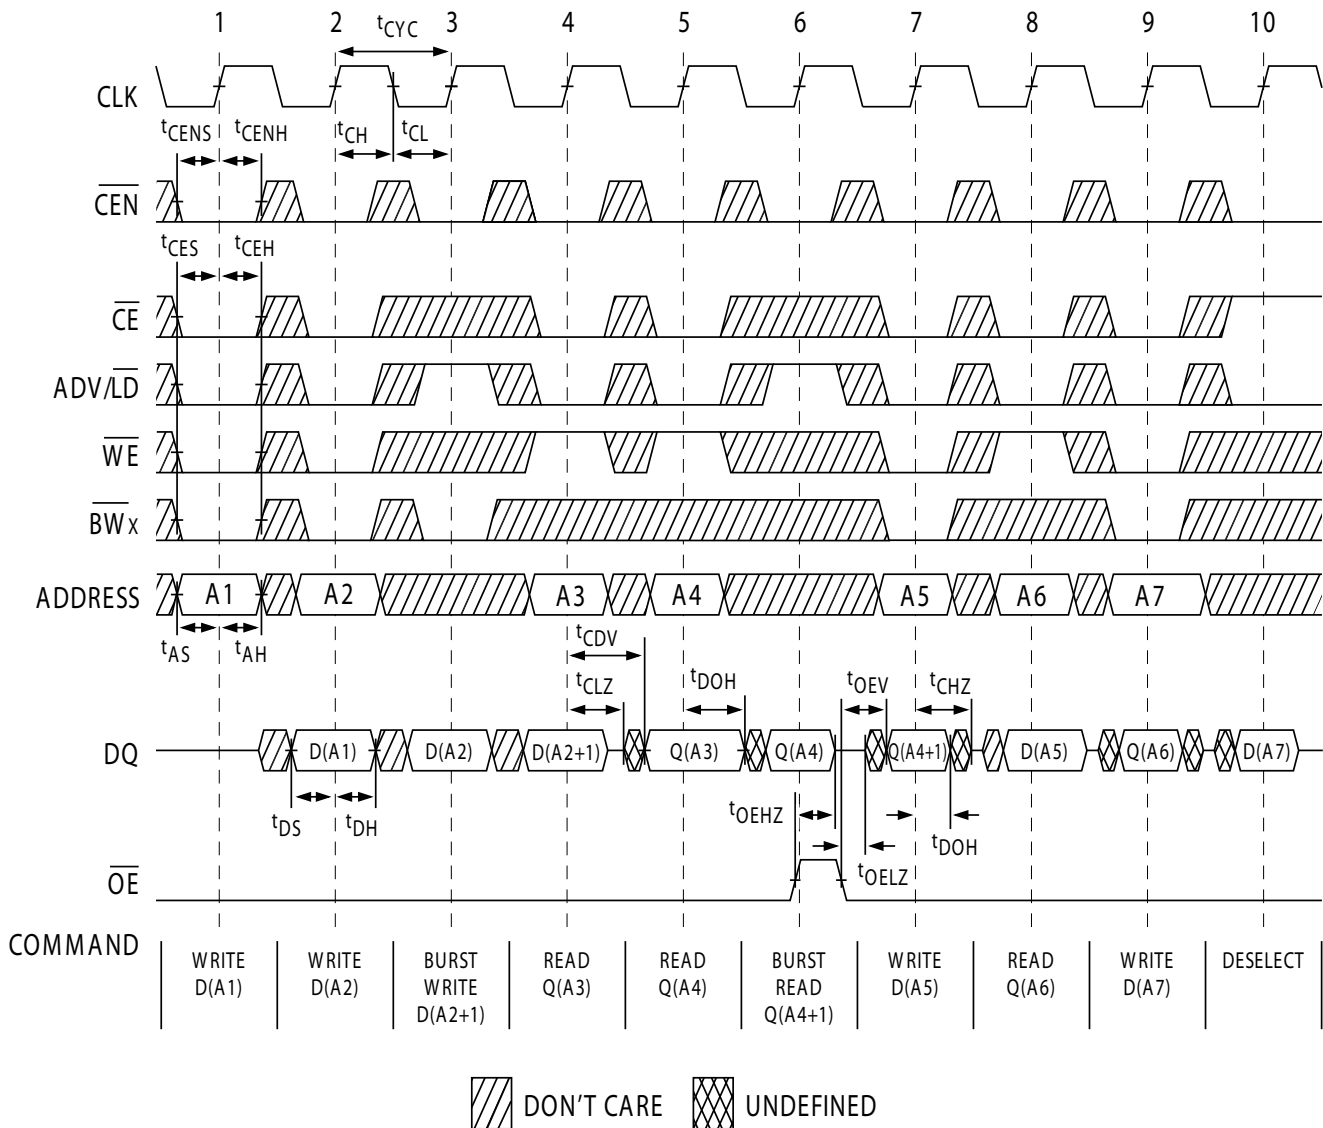 1 2 3 4 5 6 7 8 9 10
tCYC
CLK
tCENS tCENH tCH tCL
CEN
tCES tCEH
CE
ADV/LD
WE
BWx
ADDRESS A1 A2 A3 A4 A5 A6 A7
tAS tAH tCDV
tCLZ tDOH tOEV tCHZ
DQ D(A1) D(A2) D(A2+1) Q(A3) Q(A4) Q(A4+1) D(A5) Q(A6) D(A7)
tDS tDH tOEHZ tDOH
tOELZ
OE
COMMAND
WRITE D(A1)
WRITE D(A2)
BURST WRITE D(A2+1)
READ Q(A3)
READ Q(A4)
BURST READ Q(A4+1)
WRITE D(A5)
READ Q(A6)
WRITE D(A7)
DESELECT
DON'T CARE UNDEFINED